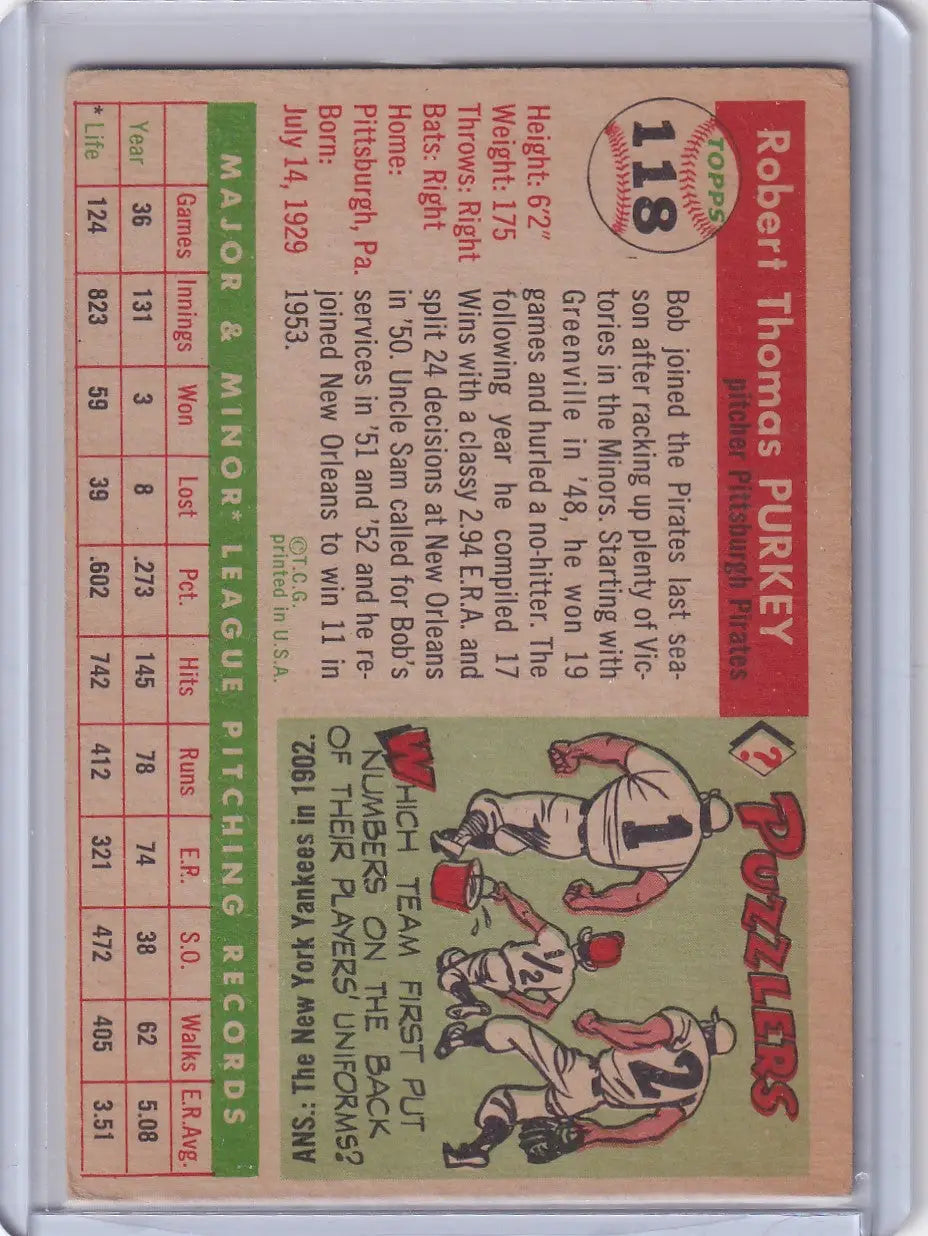 Robert Thomas PURKEY
pitcher Pittsburgh Pirates
TOPPS
118
Height: 6'2"
Weight: 175
Throws: Right
Bats: Right
Home:
Pittsburgh, Pa.
Born:
July 14, 1929
Bob joined the Pirates last sea-
son after racking up plenty of Vic-
tories in the Minors. Starting with
Greenville in '48, he won 19
games and hurled a no-hitter. The
following year he compiled 17
Wins with a classy 2.94 E.R.A. and
split 24 decisions at New Orleans
in '50. Uncle Sam called for Bob's
services in '51 and '52 and he re-
joined New Orleans to win 11 in
1953.
©T.C.G.
printed in U.S.A.
?
PUZZLERS
1
1/2
2
WHICH TEAM FIRST PUT
NUMBERS ON THE BACK
OF THEIR PLAYERS' UNIFORMS?
ANS.: The New York Yankees in 1902.
MAJOR & MINOR* LEAGUE PITCHING RECORDS
Games Innings Won Lost Pct. Hits Runs E.R. S.O. Walks E.R.Avg.
Year 36 131 3 8 .273 145 78 74 38 62 5.08
* Life 124 823 59 39 .602 742 412 321 472 405 3.51